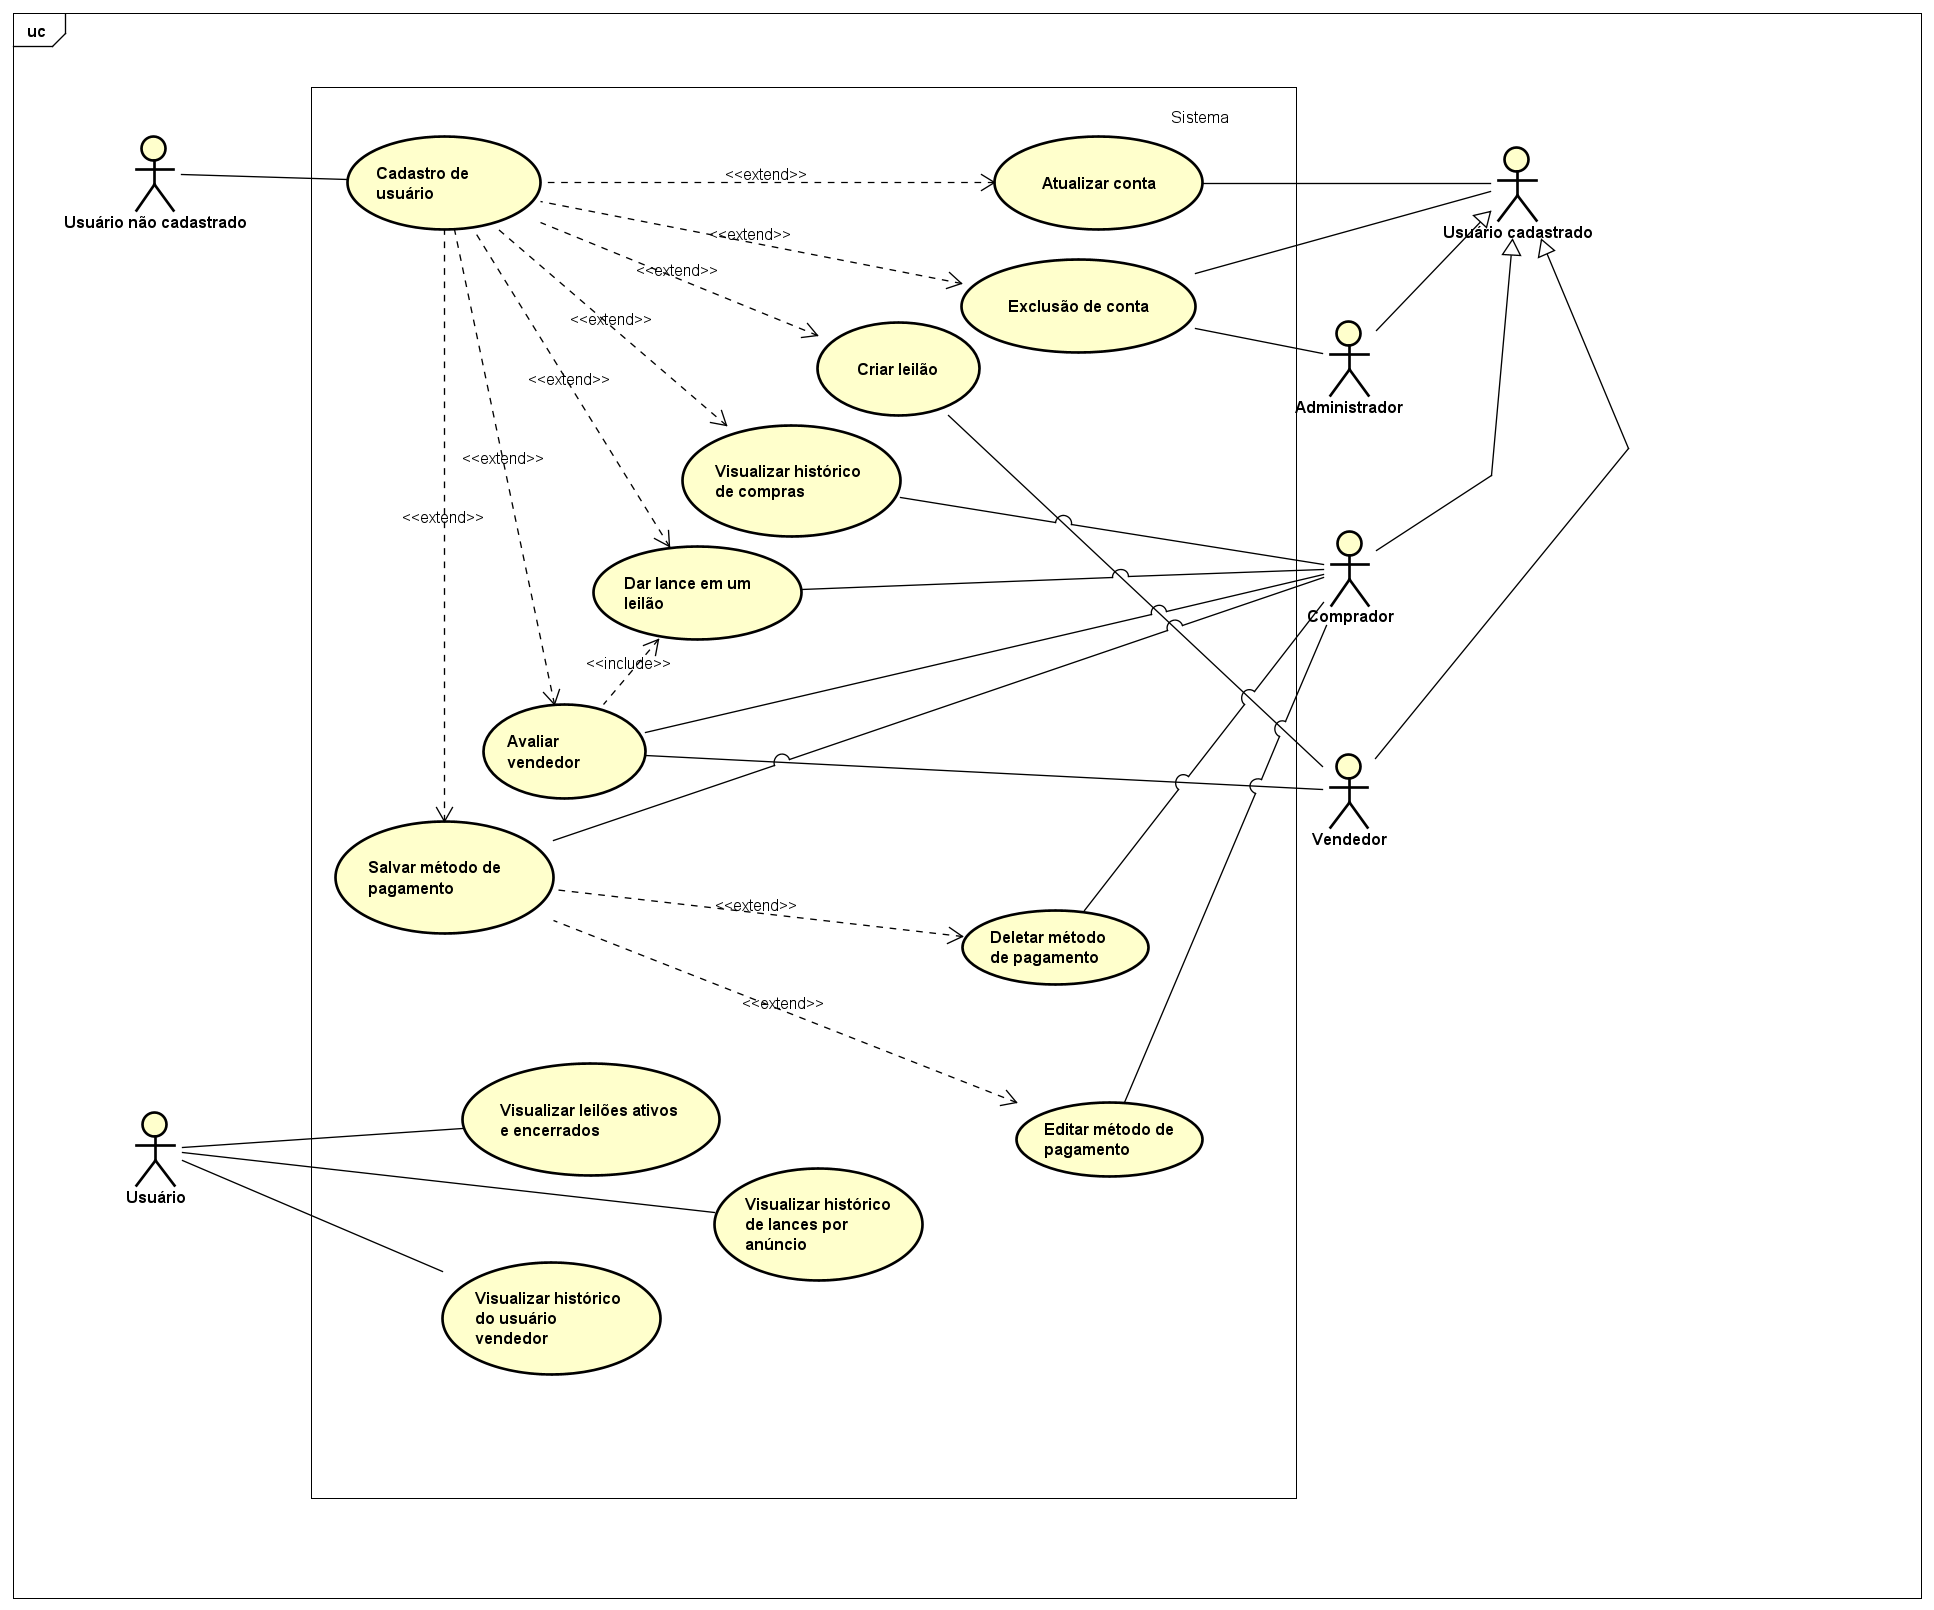 uc
Sistema
Usuário não cadastrado
Cadastro de
usuário
<<extend>>
Atualizar conta
Usuário cadastrado
<<extend>>
<<extend>>
Exclusão de conta
<<extend>>
Criar leilão
<<extend>>
Administrador
<<extend>>
Visualizar histórico
de compras
<<extend>>
Dar lance em um
leilão
Comprador
<<include>>
Avaliar
vendedor
Vendedor
Salvar método de
pagamento
<<extend>>
Deletar método
de pagamento
<<extend>>
Visualizar leilões ativos
e encerrados
Editar método de
pagamento
Usuário
Visualizar histórico
de lances por
anúncio
Visualizar histórico
do usuário
vendedor